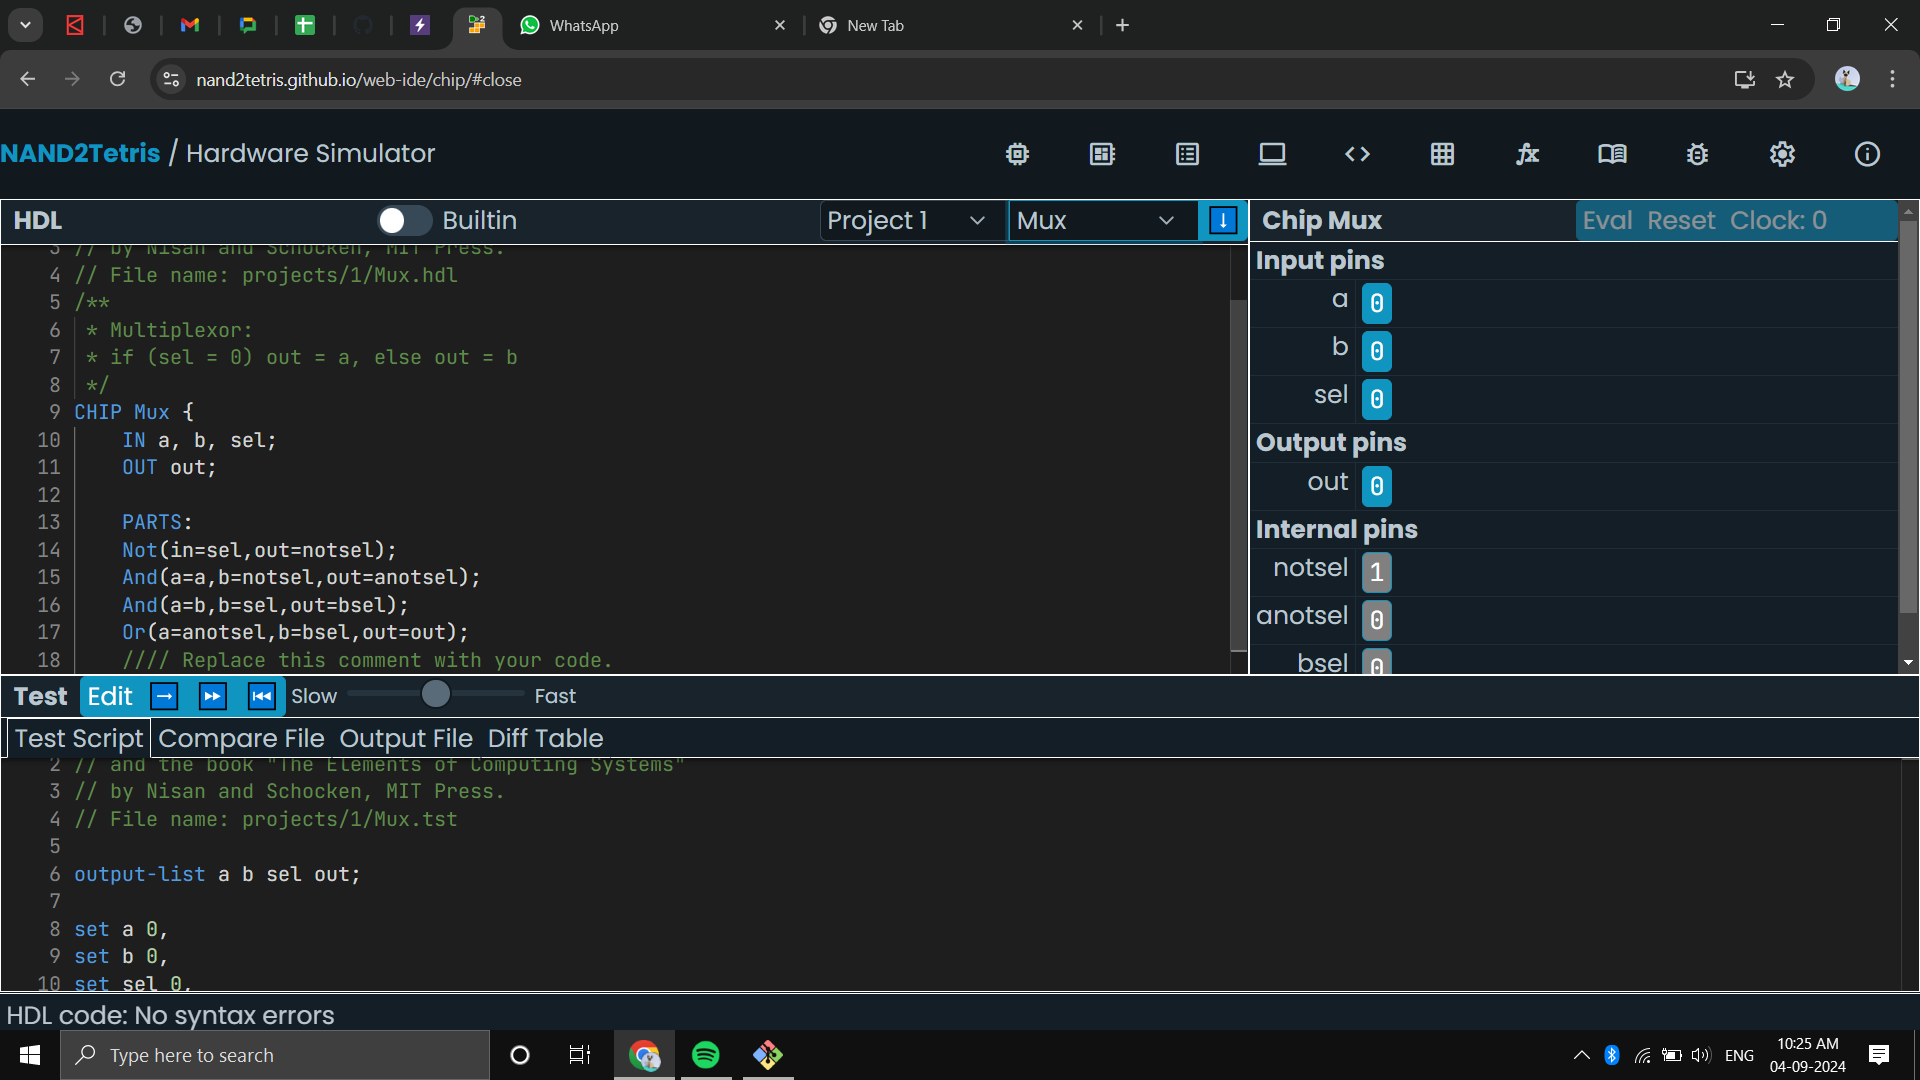 WhatsApp
New Tab
nand2tetris.github.io/web-ide/chip/#close
NAND2Tetris / Hardware Simulator
HDL Builtin Project 1 Mux
3 // by Nisan and Schocken, MIT Press.
4 // File name: projects/1/Mux.hdl
5 /**
6 * Multiplexor:
7 * if (sel = 0) out = a, else out = b
8 */
9 CHIP Mux {
10 IN a, b, sel;
11 OUT out;
12
13 PARTS:
14 Not(in=sel,out=notsel);
15 And(a=a,b=notsel,out=anotsel);
16 And(a=b,b=sel,out=bsel);
17 Or(a=anotsel,b=bsel,out=out);
18 //// Replace this comment with your code.
Chip Mux Eval Reset Clock: 0
Input pins
a 0
b 0
sel 0
Output pins
out 0
Internal pins
notsel 1
anotsel 0
bsel 0
Test Edit Slow Fast
Test Script Compare File Output File Diff Table
2 // and the book "The Elements of Computing Systems"
3 // by Nisan and Schocken, MIT Press.
4 // File name: projects/1/Mux.tst
5
6 output-list a b sel out;
7
8 set a 0,
9 set b 0,
10 set sel 0,
HDL code: No syntax errors
Type here to search
ENG
10:25 AM
04-09-2024